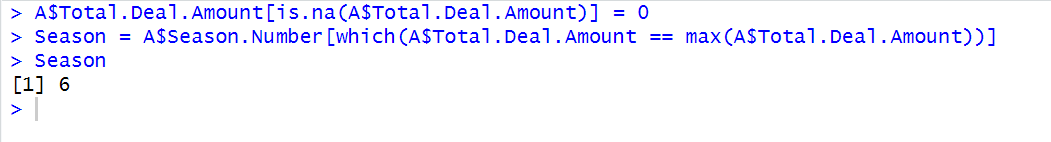 > A$Total.Deal.Amount[is.na(A$Total.Deal.Amount)] = 0
> Season = A$Season.Number[which(A$Total.Deal.Amount == max(A$Total.Deal.Amount))]
> Season
[1] 6
>